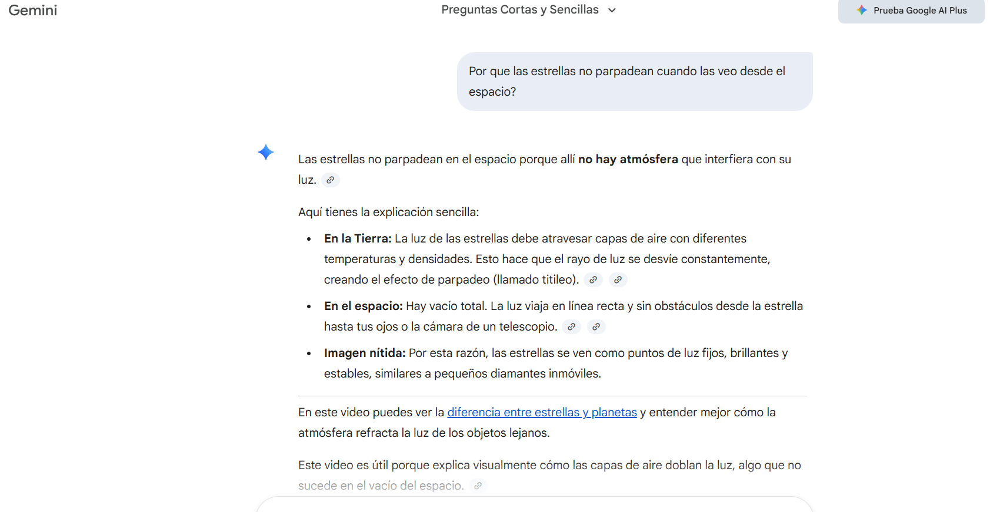 Gemini
Preguntas Cortas y Sencillas
Prueba Google AI Plus
Por que las estrellas no parpadean cuando las veo desde el
espacio?
Las estrellas no parpadean en el espacio porque allí no hay atmósfera que interfiera con su
luz.
Aquí tienes la explicación sencilla:
• En la Tierra: La luz de las estrellas debe atravesar capas de aire con diferentes
temperaturas y densidades. Esto hace que el rayo de luz se desvíe constantemente,
creando el efecto de parpadeo (llamado titileo).
• En el espacio: Hay vacío total. La luz viaja en línea recta y sin obstáculos desde la estrella
hasta tus ojos o la cámara de un telescopio.
• Imagen nítida: Por esta razón, las estrellas se ven como puntos de luz fijos, brillantes y
estables, similares a pequeños diamantes inmóviles.
En este video puedes ver la diferencia entre estrellas y planetas y entender mejor cómo la
atmósfera refracta la luz de los objetos lejanos.
Este video es útil porque explica visualmente cómo las capas de aire doblan la luz, algo que no
sucede en el vacío del espacio.